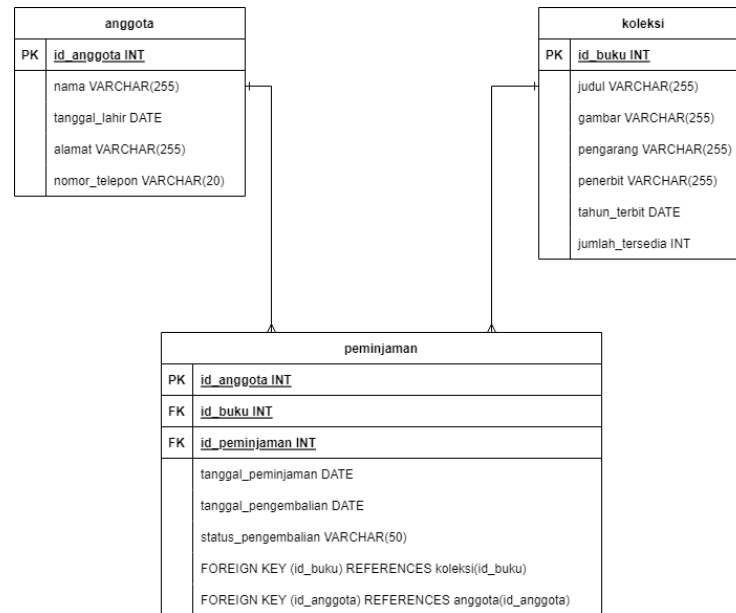 anggota
PK id_anggota INT
nama VARCHAR(255)
tanggal_lahir DATE
alamat VARCHAR(255)
nomor_telepon VARCHAR(20)
koleksi
PK id_buku INT
judul VARCHAR(255)
gambar VARCHAR(255)
pengarang VARCHAR(255)
penerbit VARCHAR(255)
tahun_terbit DATE
jumlah_tersedia INT
peminjaman
PK id_anggota INT
FK id_buku INT
FK id_peminjaman INT
tanggal_peminjaman DATE
tanggal_pengembalian DATE
status_pengembalian VARCHAR(50)
FOREIGN KEY (id_buku) REFERENCES koleksi(id_buku)
FOREIGN KEY (id_anggota) REFERENCES anggota(id_anggota)